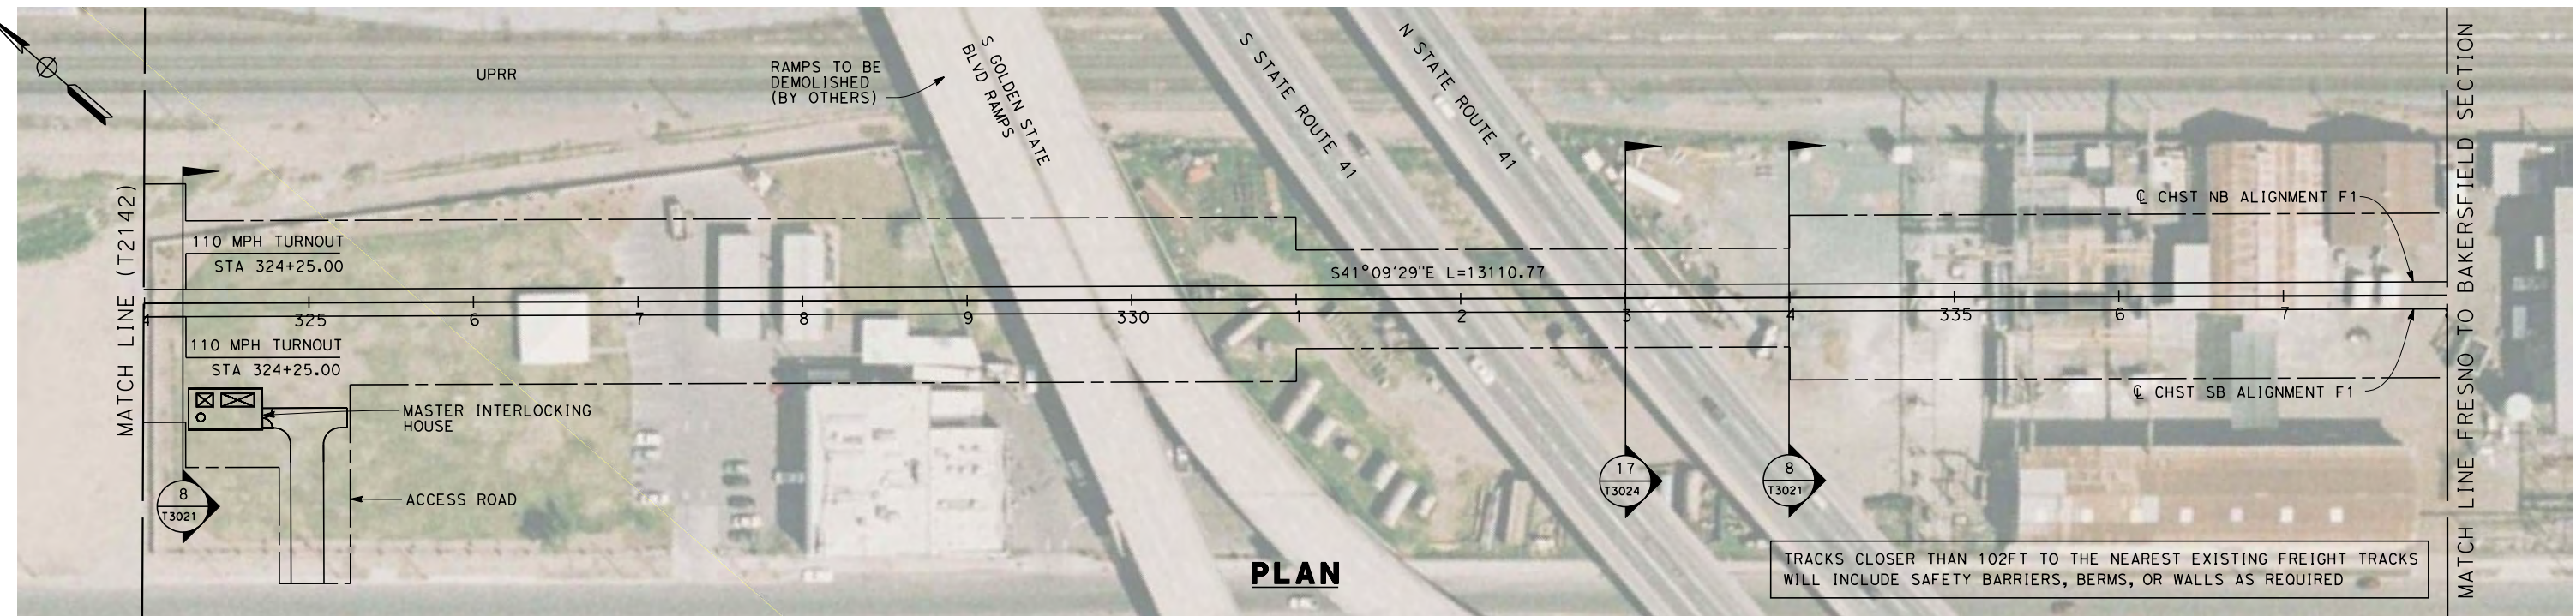 UPRR
RAMPS TO BE
DEMOLISHED
(BY OTHERS)
S GOLDEN STATE
BLVD RAMPS
S STATE ROUTE 41
N STATE ROUTE 41
MATCH LINE (T2142)
110 MPH TURNOUT
STA 324+25.00
℄ CHST NB ALIGNMENT F1
S41°09'29"E L=13110.77
4 325 6 7 8 9 330 1 2 3 4 335 6 7
110 MPH TURNOUT
STA 324+25.00
℄ CHST SB ALIGNMENT F1
MASTER INTERLOCKING
HOUSE
ACCESS ROAD
8
T3021
17
T3024
8
T3021
PLAN
TRACKS CLOSER THAN 102FT TO THE NEAREST EXISTING FREIGHT TRACKS
WILL INCLUDE SAFETY BARRIERS, BERMS, OR WALLS AS REQUIRED
MATCH LINE FRESNO TO BAKERSFIELD SECTION